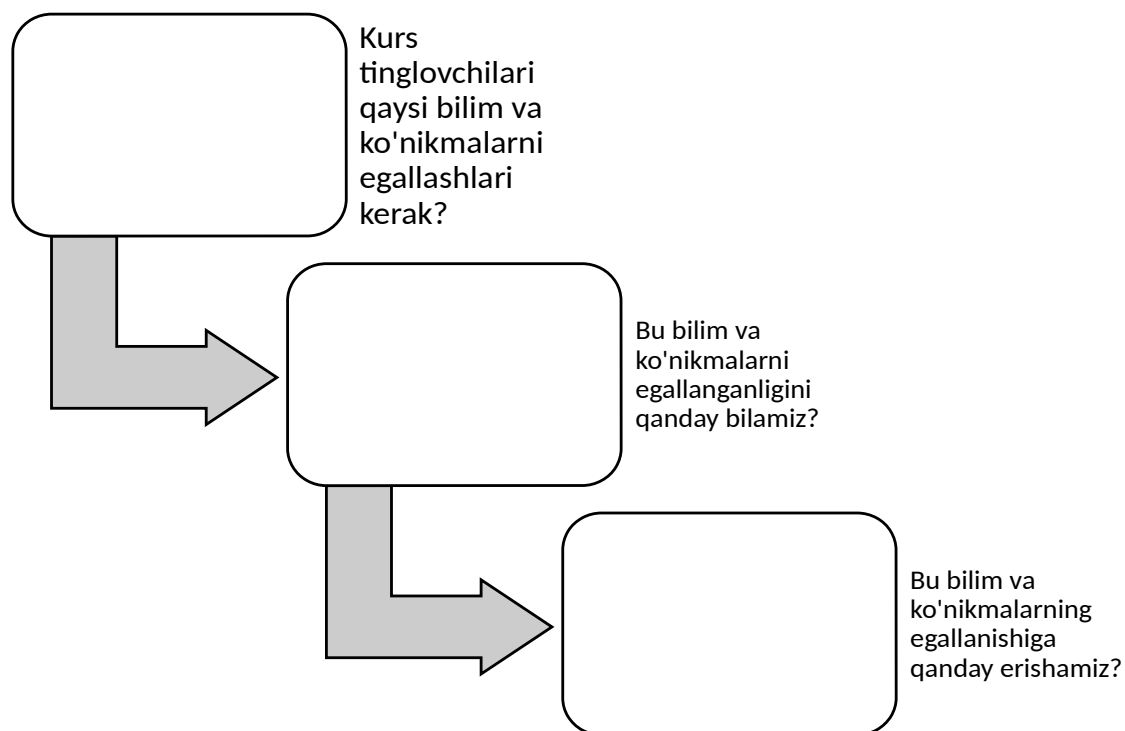 Kurs
tinglovchilari
qaysi bilim va
ko'nikmalarni
egallashlari
kerak?
Bu bilim va
ko'nikmalarni
egallanganligini
qanday bilamiz?
Bu bilim va
ko'nikmalarning
egallanishiga
qanday erishamiz?